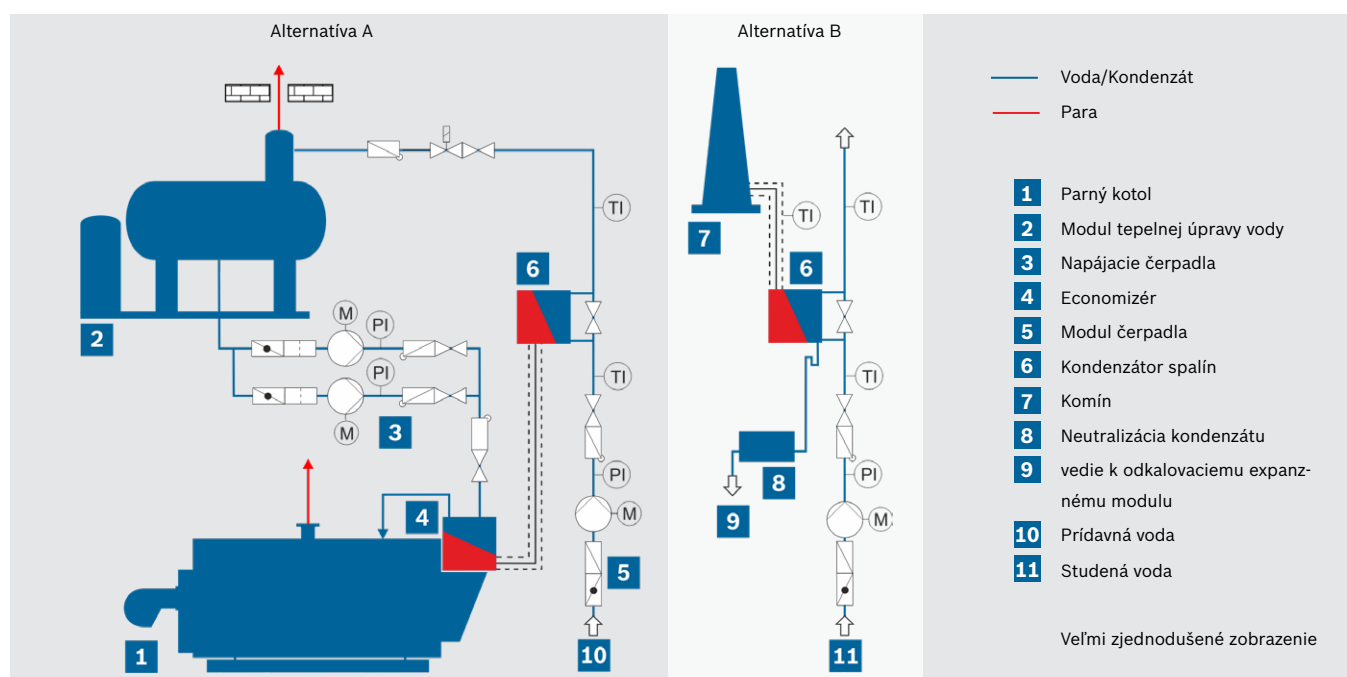 Alternatíva A
TI
6
2
M
PI
PI
M
3
TI
PI
4
M
5
1
10
Alternatíva B
TI
TI
7
6
TI
8
PI
9
M
11
Voda/Kondenzát
Para
1 Parný kotol
2 Modul tepelnej úpravy vody
3 Napájacie čerpadla
4 Economizér
5 Modul čerpadla
6 Kondenzátor spalín
7 Komín
8 Neutralizácia kondenzátu
9 vedie k odkalovaciemu expanz-
nému modulu
10 Prídavná voda
11 Studená voda
Veľmi zjednodušené zobrazenie